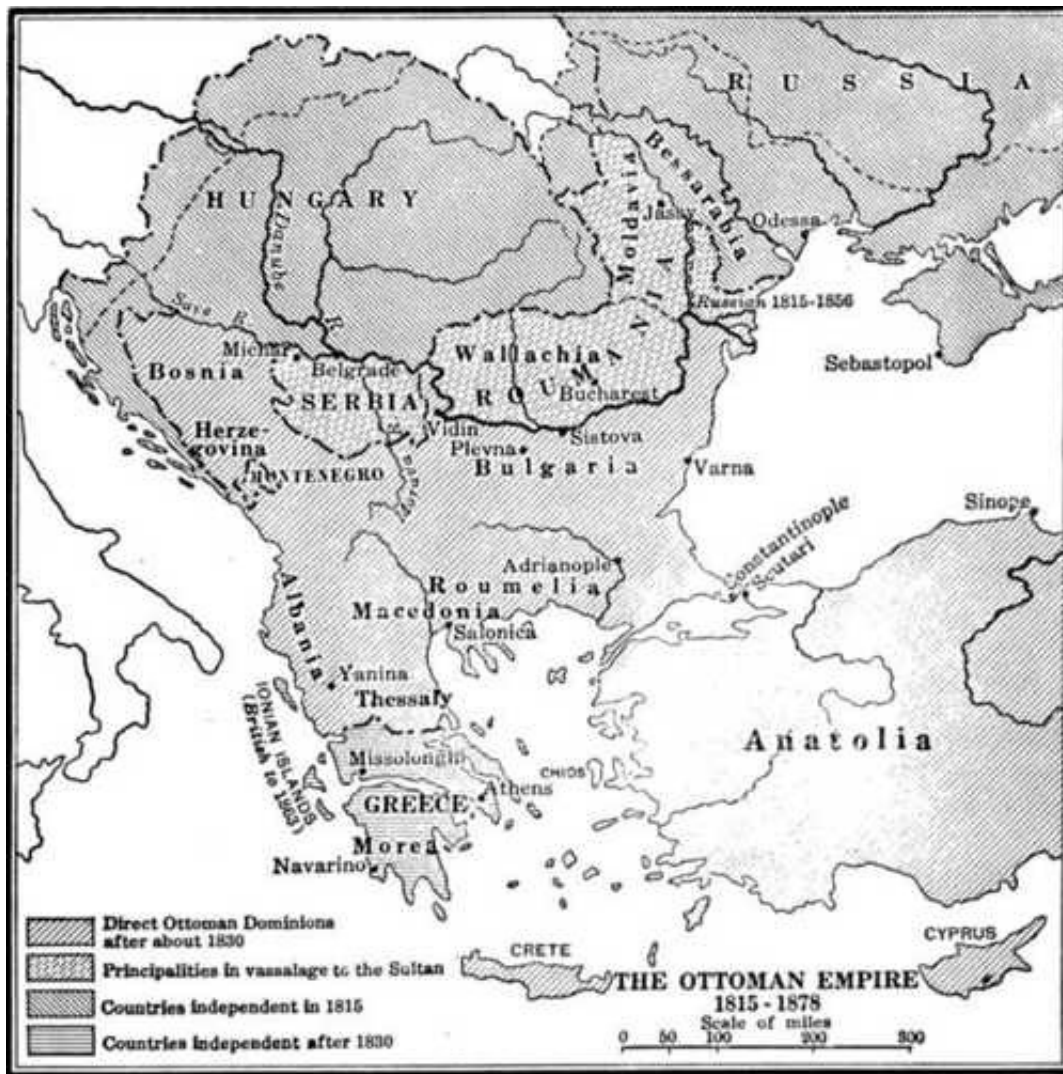 RUSSIA
HUNGARY
Danube
R.
Moldavia
Jassy
Bessarabia
Odessa
Russian 1815-1856
Save R.
Michar
Belgrade
Bosnia
SERBIA
Wallachia
ROUMANIA
Bucharest
Sebastopol
Herze-
govina
MONTENEGRO
Vidin
Plevna
Sistova
Bulgaria
Varna
Sinope
Constantinople
Scutari
Adrianople
Roumelia
Macedonia
Salonica
Albania
Yanina
Thessaly
IONIAN ISLANDS
(British to 1863)
Missolonghi
CHIOS
Anatolia
Athens
GREECE
Morea
Navarino
Direct Ottoman Dominions
after about 1830
Principalities in vassalage to the Sultan
Countries independent in 1815
Countries independent after 1830
CRETE
CYPRUS
THE OTTOMAN EMPIRE
1815 - 1878
Scale of miles
0 50 100 200 300